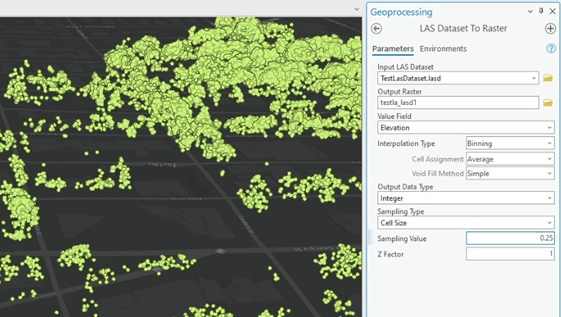 Geoprocessing
LAS Dataset To Raster
Parameters Environments
Input LAS Dataset
TestLasDataset.lasd
Output Raster
testla_lasd1
Value Field
Elevation
Interpolation Type Binning
Cell Assignment Average
Void Fill Method Simple
Output Data Type
Integer
Sampling Type
Cell Size
Sampling Value 0.25
Z Factor 1